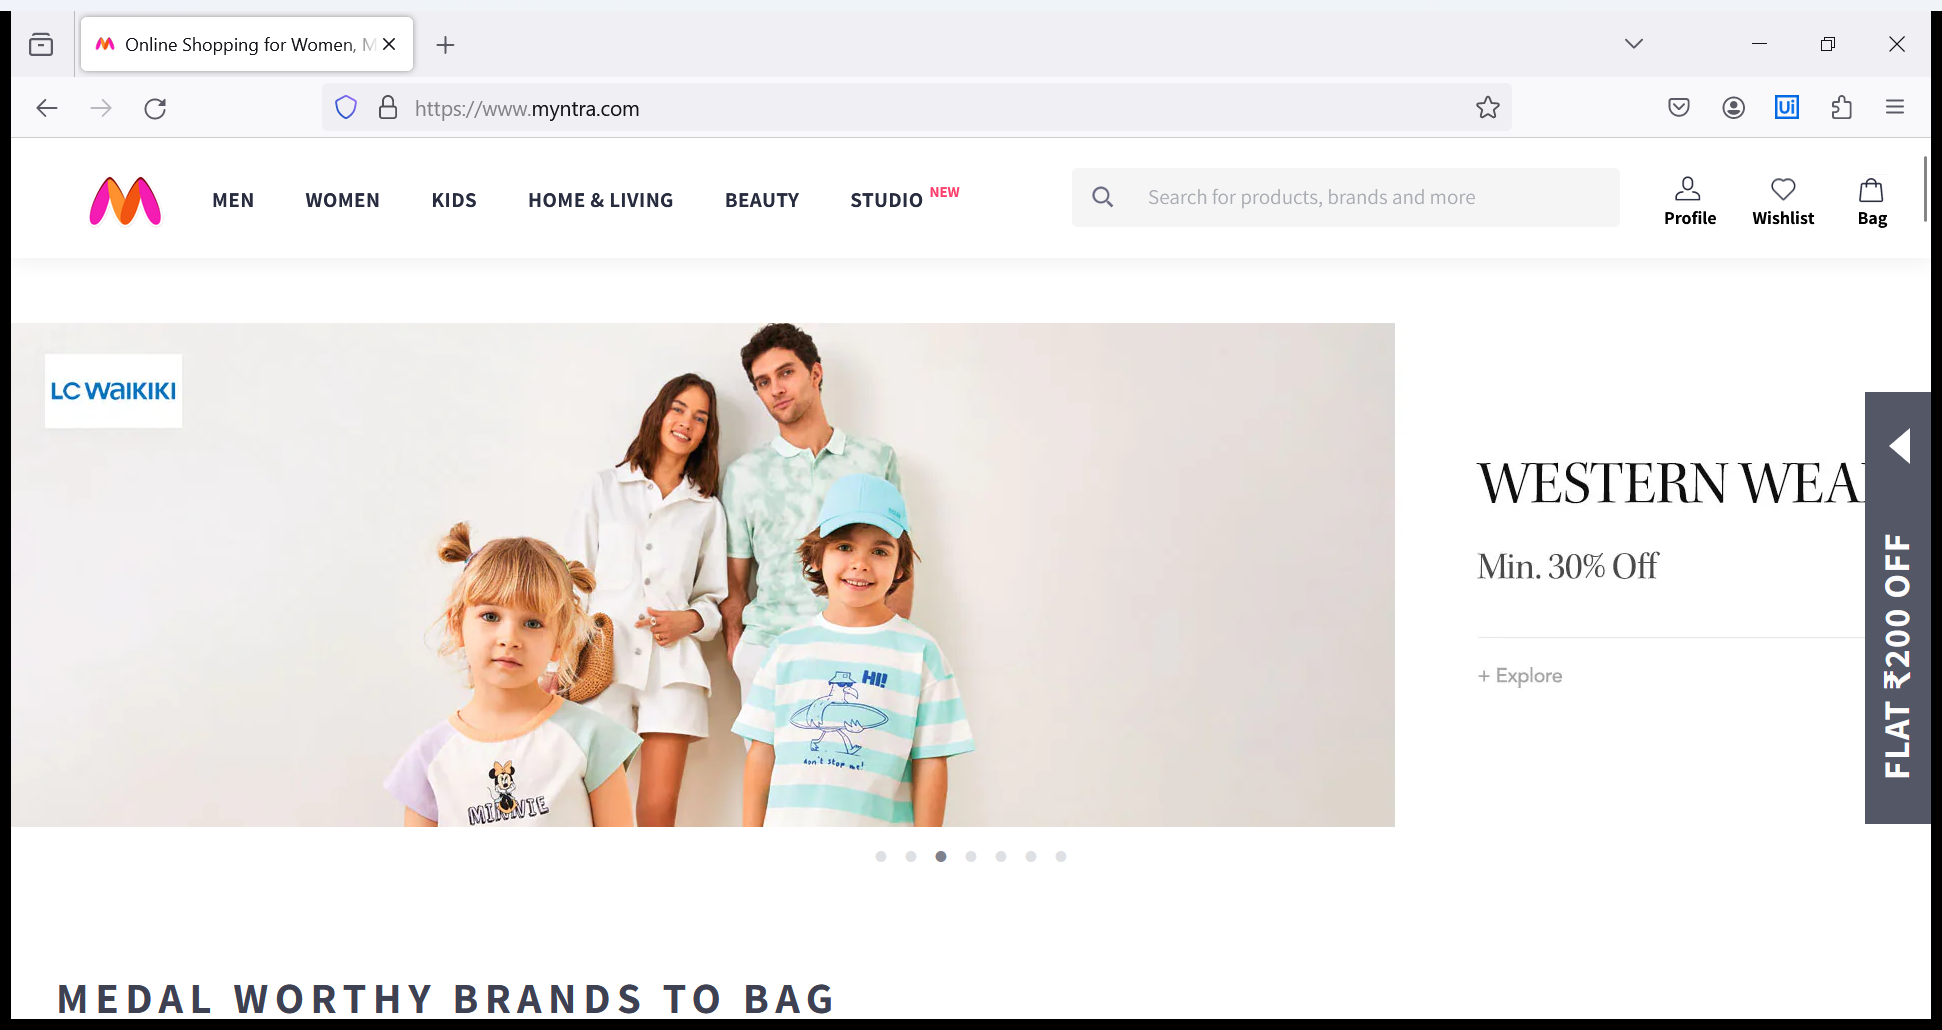 Online Shopping for Women, M
https://www.myntra.com
Ui
MEN
WOMEN
KIDS
HOME & LIVING
BEAUTY
STUDIO NEW
Search for products, brands and more
Profile
Wishlist
Bag
LC WAIKIKI
WESTERN WEA
Min. 30% Off
+ Explore
FLAT ₹200 OFF
HI!
don't stop me!
MINNIE
MEDAL WORTHY BRANDS TO BAG